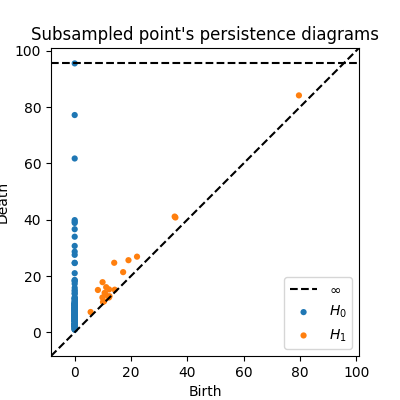 Subsampled point's persistence diagrams
100
80
60
40
20
0
Death
0 20 40 60 80 100
Birth
∞
H₀
H₁